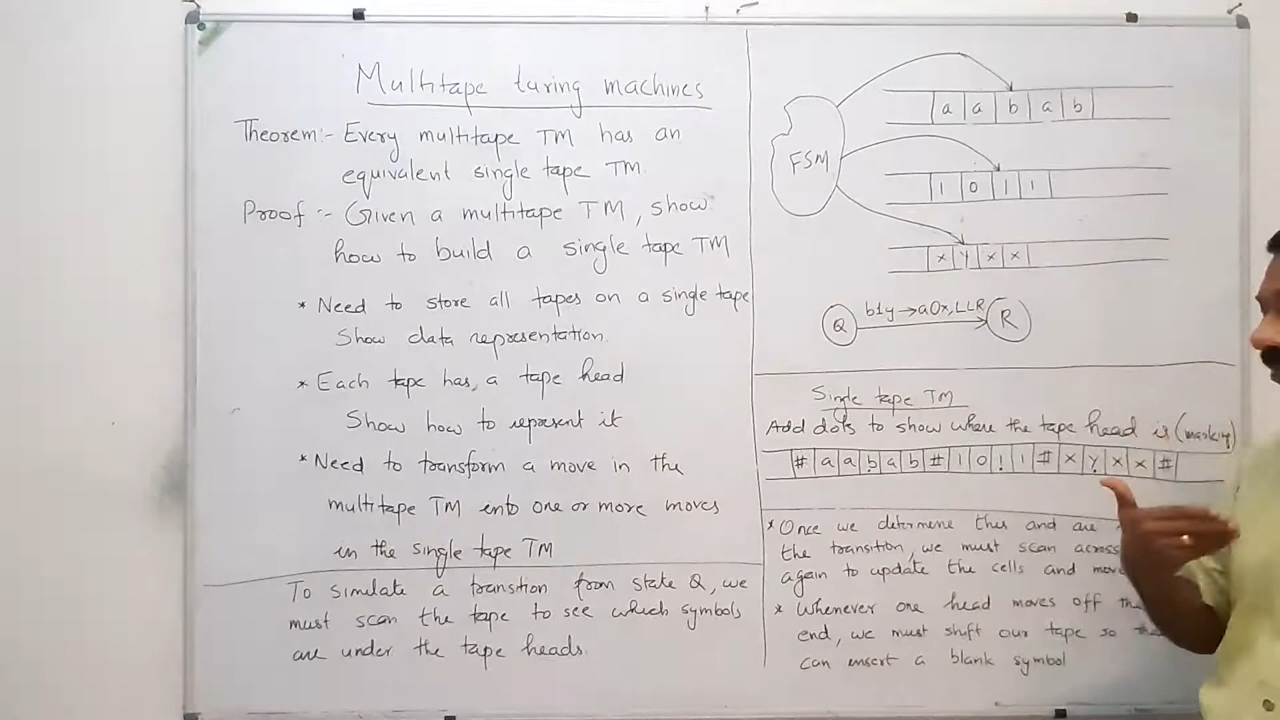 Multitape turing machines
Theorem:- Every multitape TM has an
equivalent single tape TM.
Proof :- Given a multitape TM, show
how to build a single tape TM
* Need to store all tapes on a single tape
Show data representation.
* Each tape has, a tape head
Show how to represent it
* Need to transform a move in the
multitape TM into one or more moves
in the single tape TM
To simulate a transition from state Q, we
must scan the tape to see which symbols
are under the tape heads.
FSM
a a b a b
1 0 1 1
x y x x
Q b1y→a0x,LLR R
Single tape TM
Add dots to show where the tape head is (masking)
# a a b a b # 1 0 1 1 # x y x x #
* Once we determine this and are
the transition, we must scan across
again to update the cells and
* Whenever one head moves off the
end, we must shift our tape so
can insert a blank symbol